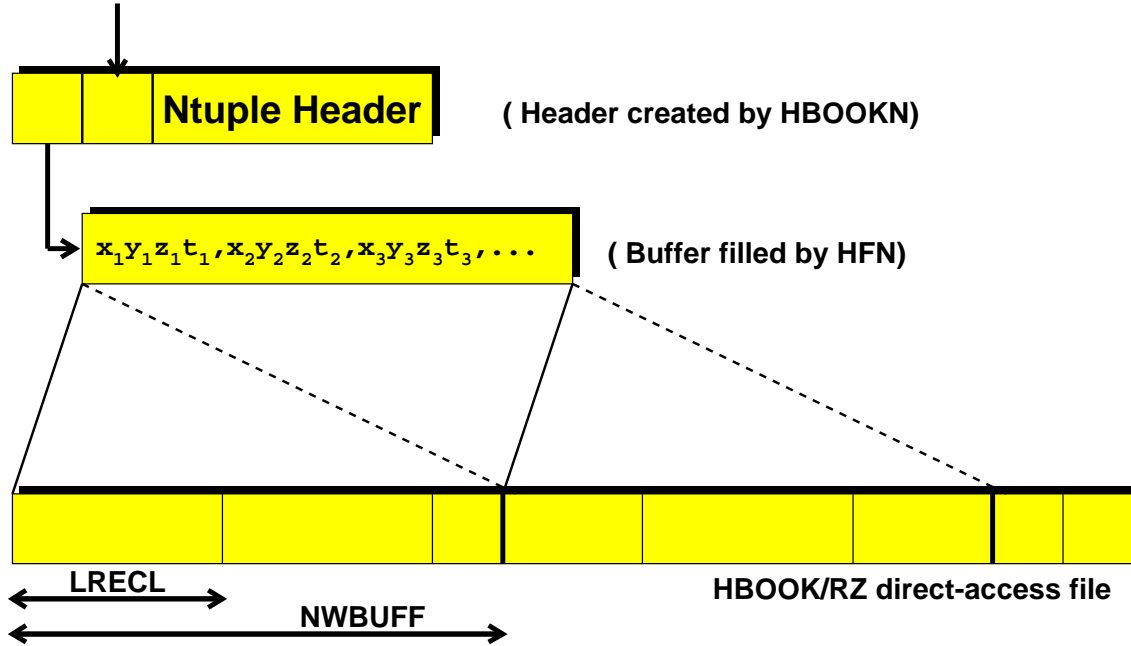 Ntuple Header
( Header created by HBOOKN)
x₁y₁z₁t₁,x₂y₂z₂t₂,x₃y₃z₃t₃,...
( Buffer filled by HFN)
LRECL
HBOOK/RZ direct-access file
NWBUFF